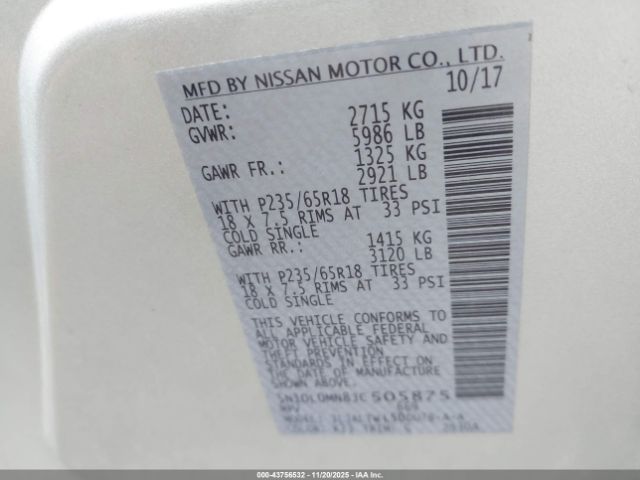 MFD BY NISSAN MOTOR CO., LTD.
DATE: 10/17
GVWR: 2715 KG
5986 LB
GAWR FR.: 1325 KG
2921 LB
WITH P235/65R18 TIRES
18 X 7.5 RIMS AT 33 PSI
COLD SINGLE
GAWR RR.: 1415 KG
3120 LB
WITH P235/65R18 TIRES
18 X 7.5 RIMS AT 33 PSI
COLD SINGLE
THIS VEHICLE CONFORMS TO
ALL APPLICABLE FEDERAL
MOTOR VEHICLE SAFETY AND
THEFT PREVENTION
STANDARDS IN EFFECT ON
THE DATE OF MANUFACTURE
SHOWN ABOVE.
505875
MPV
000-43756532 - 11/20/2025 - IAAVEHICLES